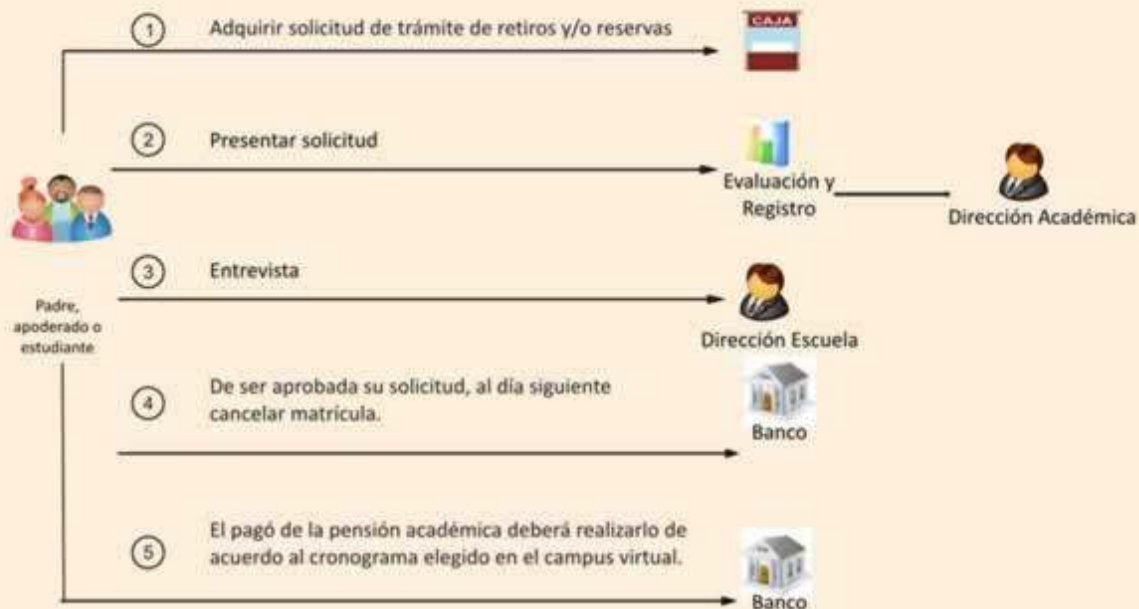 1
Adquirir solicitud de trámite de retiros y/o reservas
CAJA
2
Presentar solicitud
Evaluación y
Registro
Dirección Académica
3
Entrevista
Dirección Escuela
Padre,
apoderado o
estudiante
4
De ser aprobada su solicitud, al día siguiente
cancelar matrícula.
Banco
5
El pagó de la pensión académica deberá realizarlo de
acuerdo al cronograma elegido en el campus virtual.
Banco